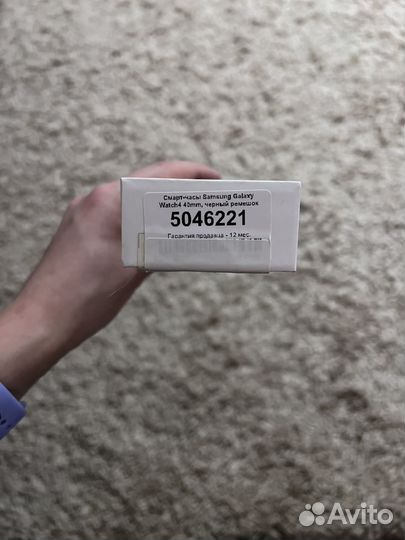 Смарт-часы Samsung Galaxy
Watch4 40mm, черный ремешок
5046221
Гарантия продавца - 12 мес.
Avito